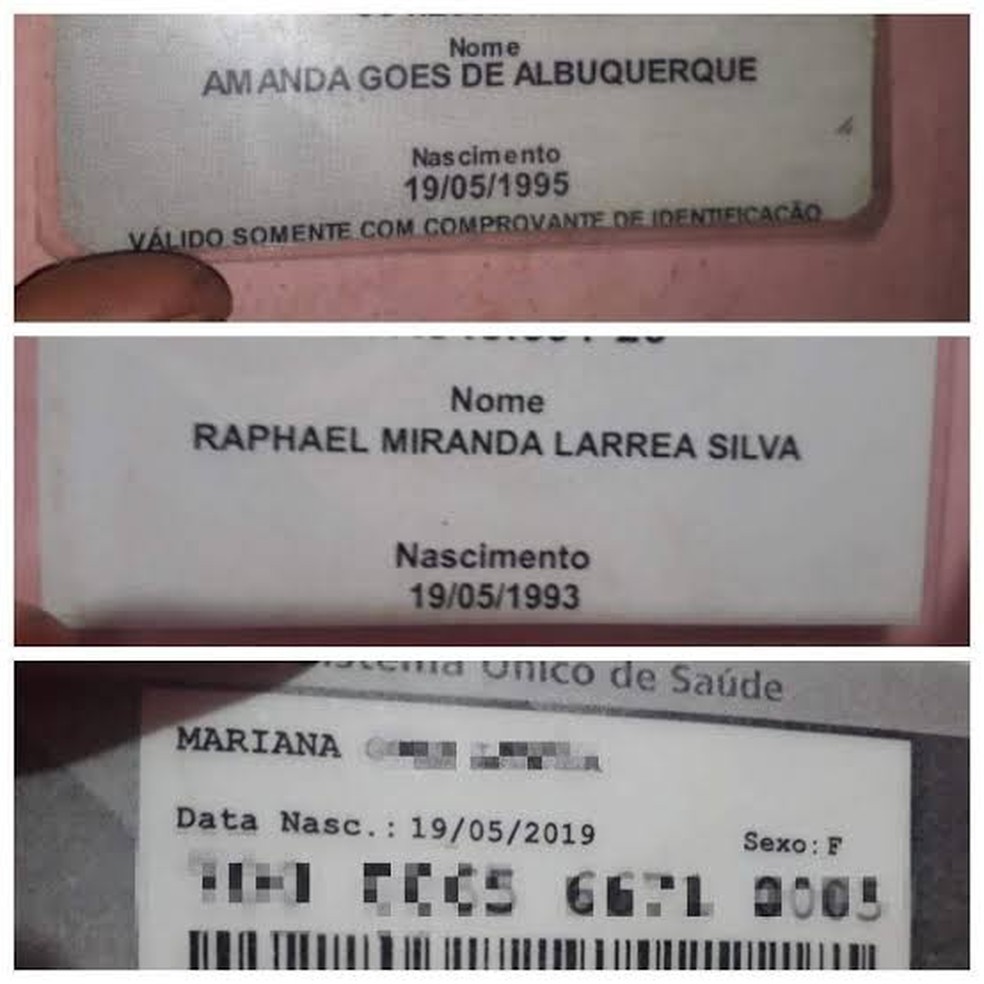 Nome
AMANDA GOES DE ALBUQUERQUE
Nascimento
19/05/1995
VÁLIDO SOMENTE COM COMPROVANTE DE IDENTIFICAÇÃO
Nome
RAPHAEL MIRANDA LARREA SILVA
Nascimento
19/05/1993
Sistema Único de Saúde
MARIANA
Data Nasc.: 19/05/2019
Sexo: F